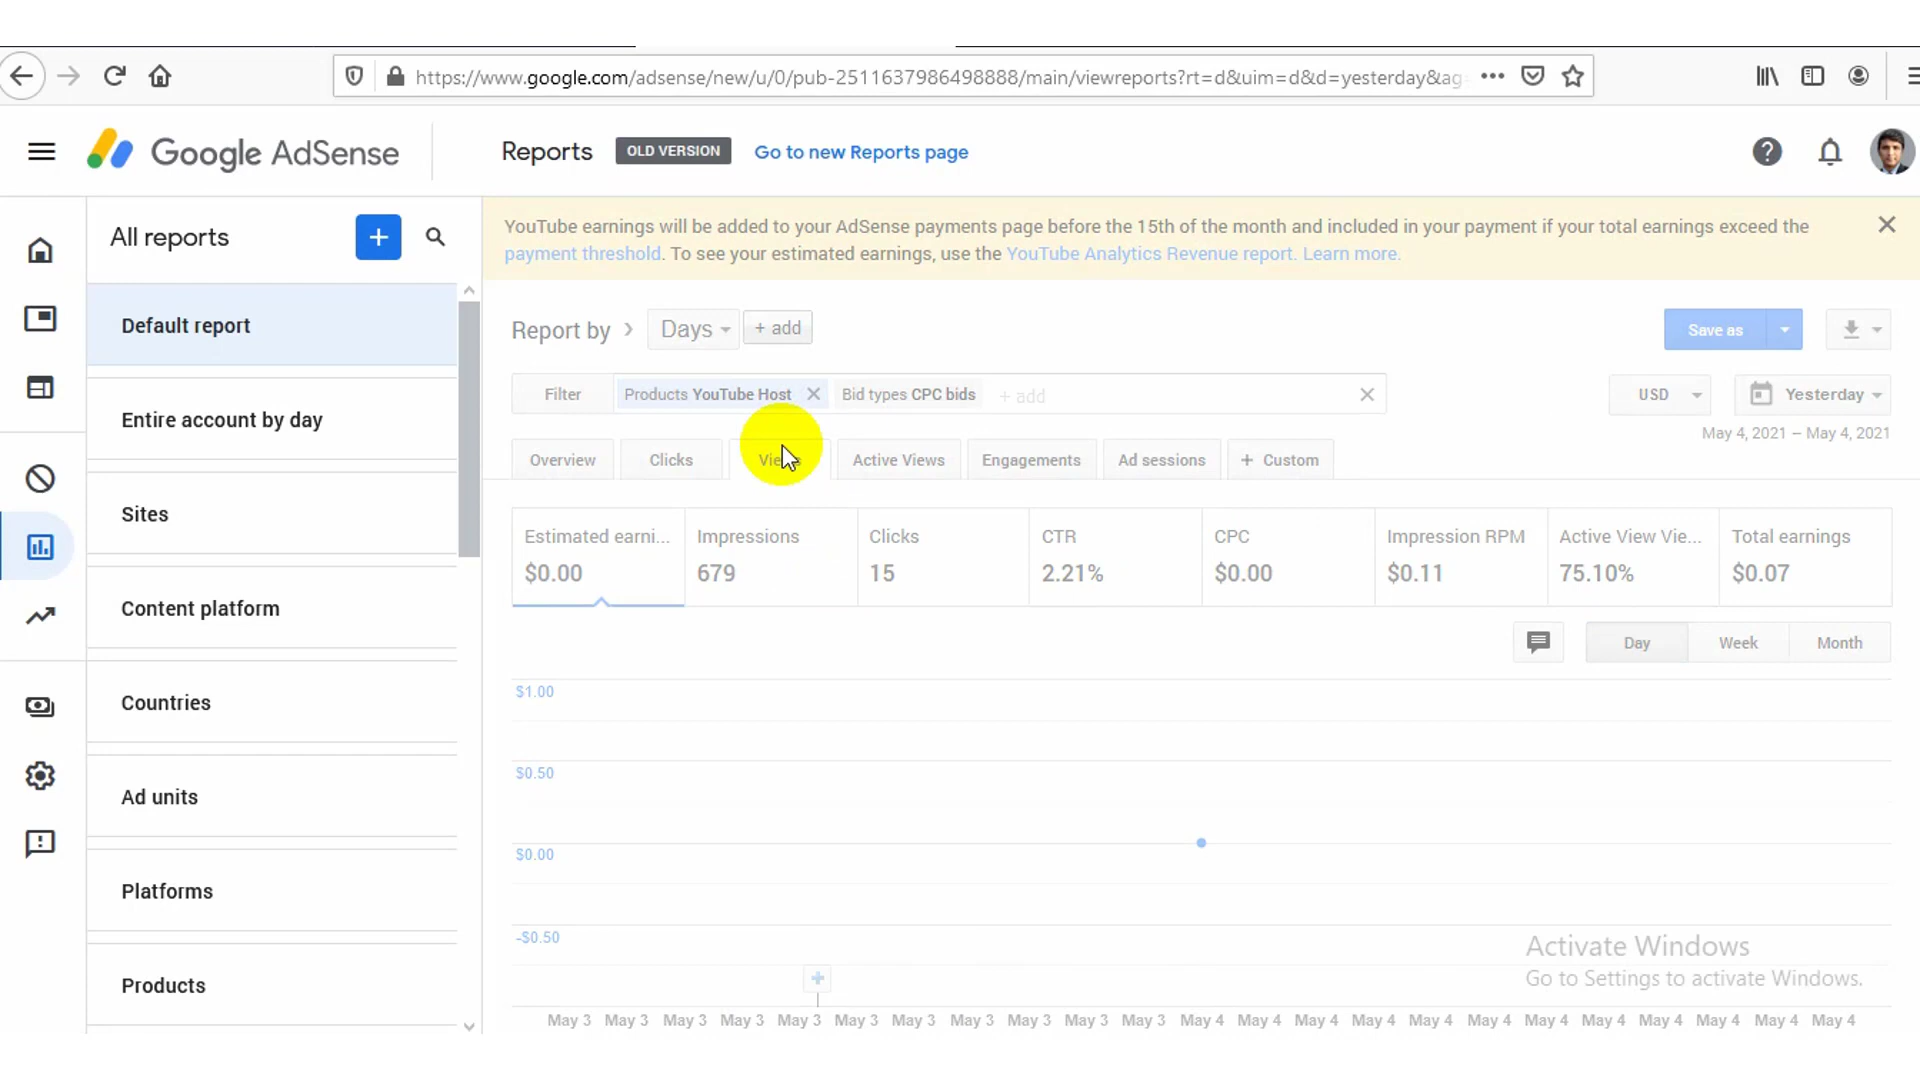 https://www.google.com/adsense/new/u/0/pub-2511637986498888/main/viewreports?rt=d&uim=d&d=yesterday&ag=
Google AdSense
Reports
OLD VERSION
Go to new Reports page
All reports
Default report
Entire account by day
Sites
Content platform
Countries
Ad units
Platforms
Products
YouTube earnings will be added to your AdSense payments page before the 15th of the month and included in your payment if your total earnings exceed the
payment threshold. To see your estimated earnings, use the YouTube Analytics Revenue report. Learn more.
Report by
Days
+ add
Save as
Filter
Products YouTube Host
Bid types CPC bids
+ add
USD
Yesterday
May 4, 2021 – May 4, 2021
Overview
Clicks
Active Views
Engagements
Ad sessions
+ Custom
Estimated earni...
$0.00
Impressions
679
Clicks
15
CTR
2.21%
CPC
$0.00
Impression RPM
$0.11
Active View Vie...
75.10%
Total earnings
$0.07
Day
Week
Month
$1.00
$0.50
$0.00
-$0.50
Activate Windows
Go to Settings to activate Windows.
May 3 May 3 May 3 May 3 May 3 May 3 May 3 May 3 May 3 May 3 May 3 May 4 May 4 May 4 May 4 May 4 May 4 May 4 May 4 May 4 May 4 May 4 May 4